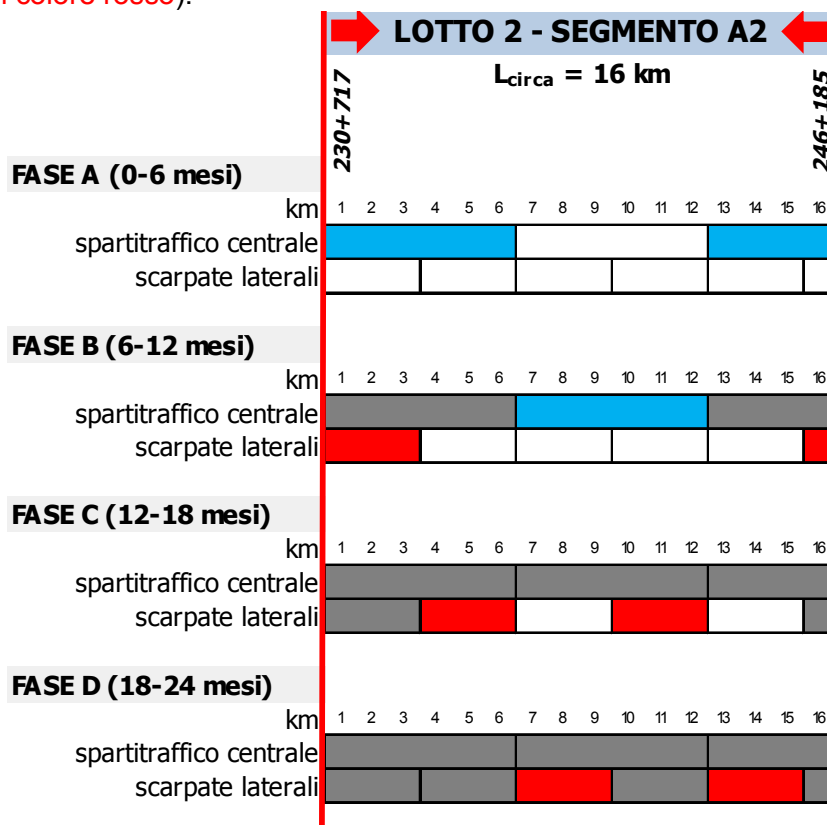 colore rosso).
LOTTO 2 - SEGMENTO A2
230+717
Lcirca = 16 km
246+185
FASE A (0-6 mesi)
km 1 2 3 4 5 6 7 8 9 10 11 12 13 14 15 16
spartitraffico centrale
scarpate laterali
FASE B (6-12 mesi)
km 1 2 3 4 5 6 7 8 9 10 11 12 13 14 15 16
spartitraffico centrale
scarpate laterali
FASE C (12-18 mesi)
km 1 2 3 4 5 6 7 8 9 10 11 12 13 14 15 16
spartitraffico centrale
scarpate laterali
FASE D (18-24 mesi)
km 1 2 3 4 5 6 7 8 9 10 11 12 13 14 15 16
spartitraffico centrale
scarpate laterali